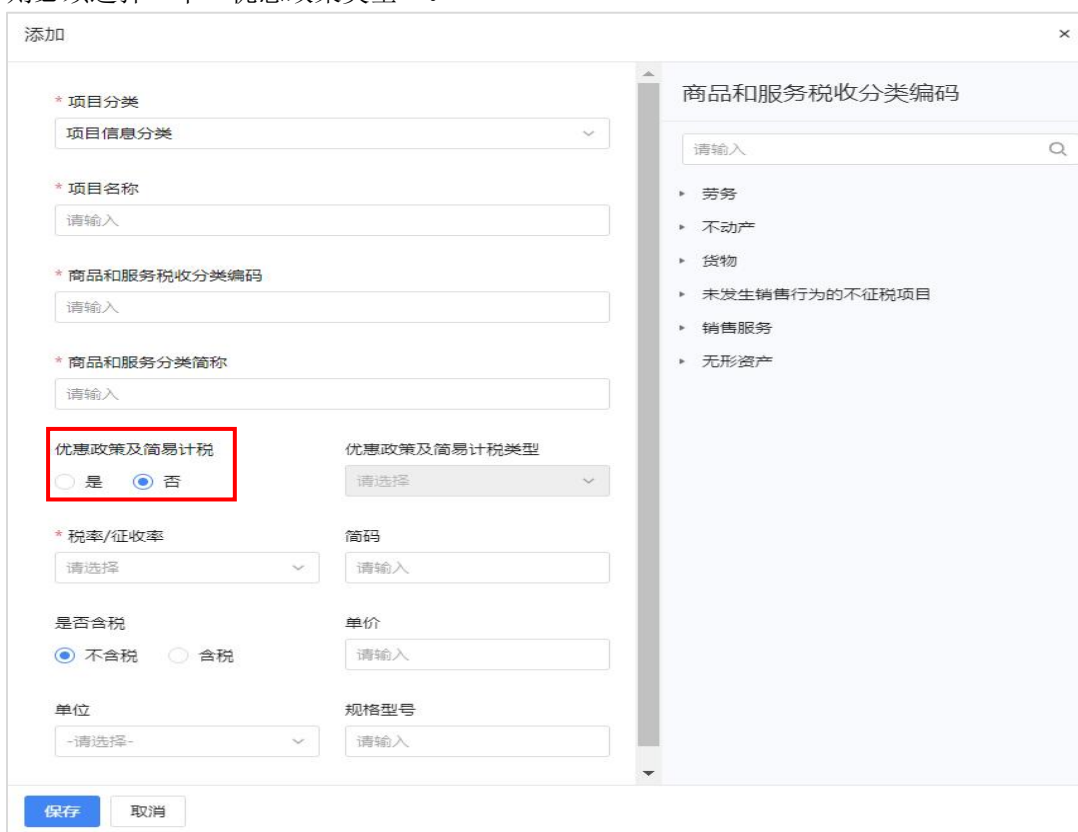 添加
×
* 项目分类
项目信息分类
* 项目名称
请输入
* 商品和服务税收分类编码
请输入
* 商品和服务分类简称
请输入
优惠政策及简易计税 优惠政策及简易计税类型
是 否 请选择
* 税率/征收率 简码
请选择 请输入
是否含税 单价
不含税 含税 请输入
单位 规格型号
-请选择- 请输入
保存 取消
商品和服务税收分类编码
请输入
劳务
不动产
货物
未发生销售行为的不征税项目
销售服务
无形资产